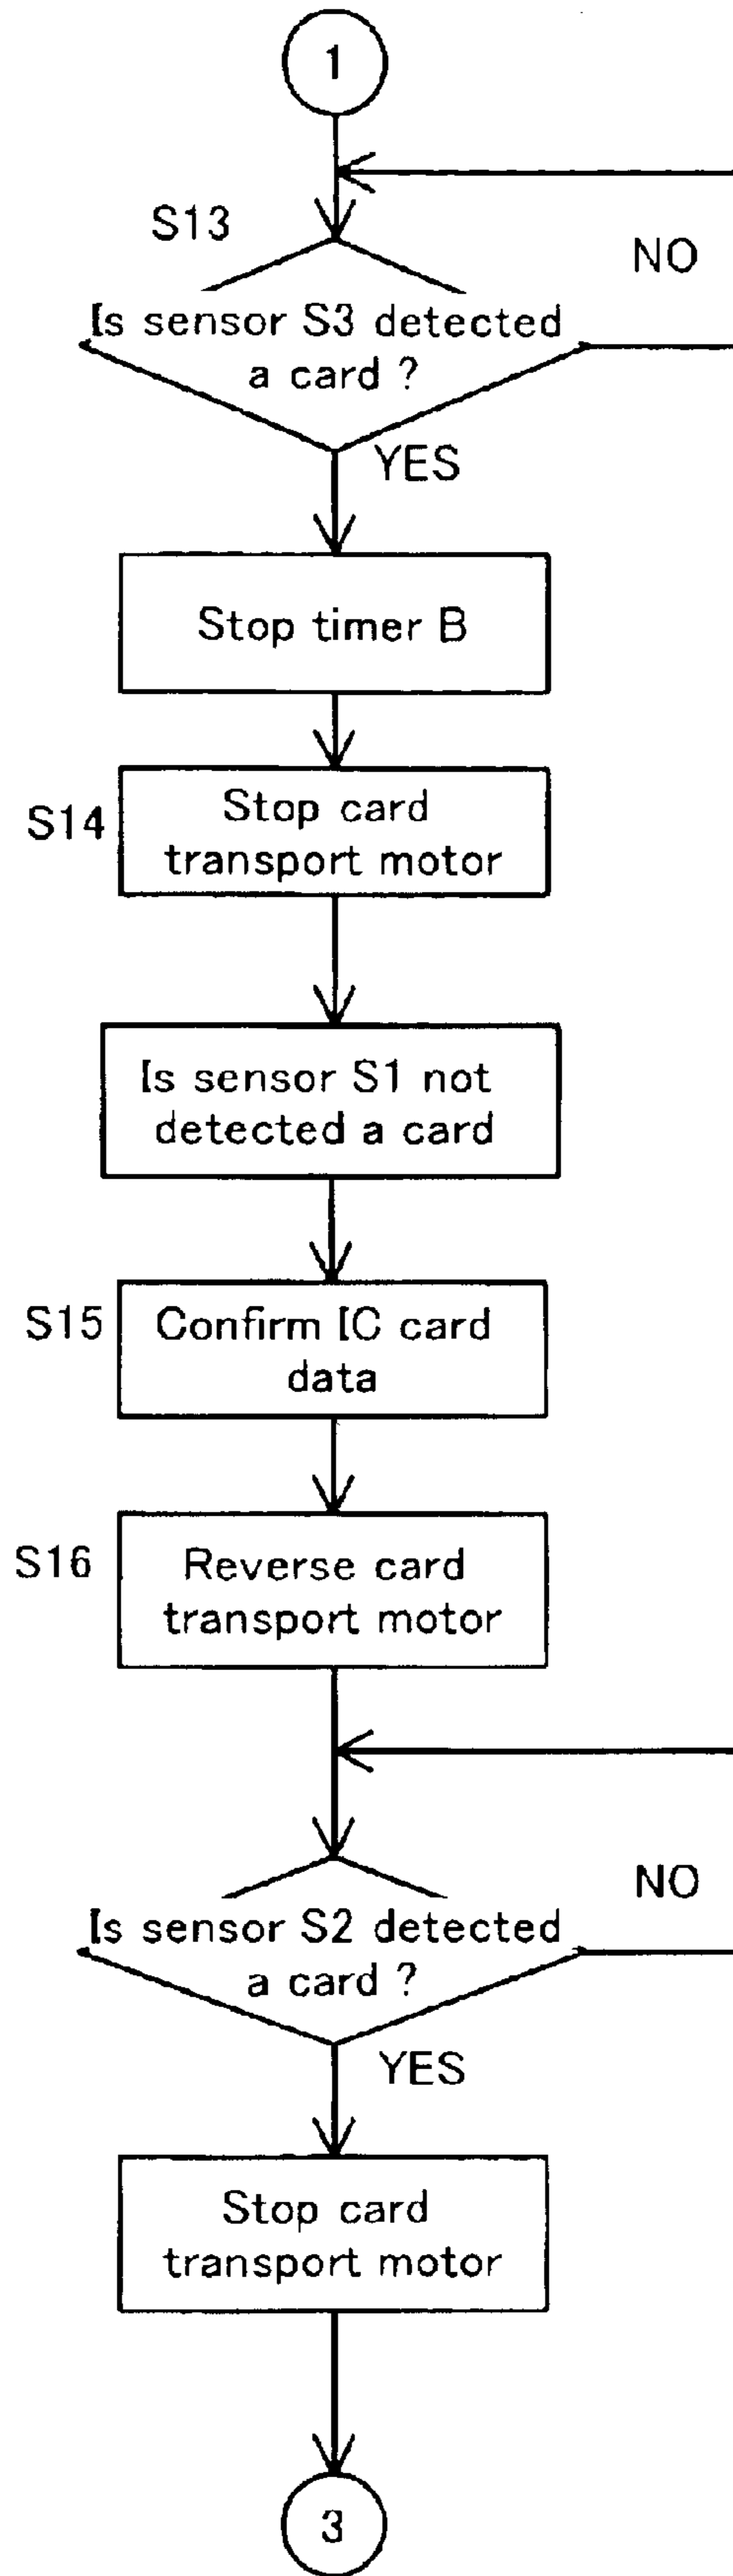 1
S13
NO
Is sensor S3 detected
a card ?
YES
Stop timer B
S14
Stop card
transport motor
Is sensor S1 not
detected a card
S15
Confirm IC card
data
S16
Reverse card
transport motor
NO
Is sensor S2 detected
a card ?
YES
Stop card
transport motor
3